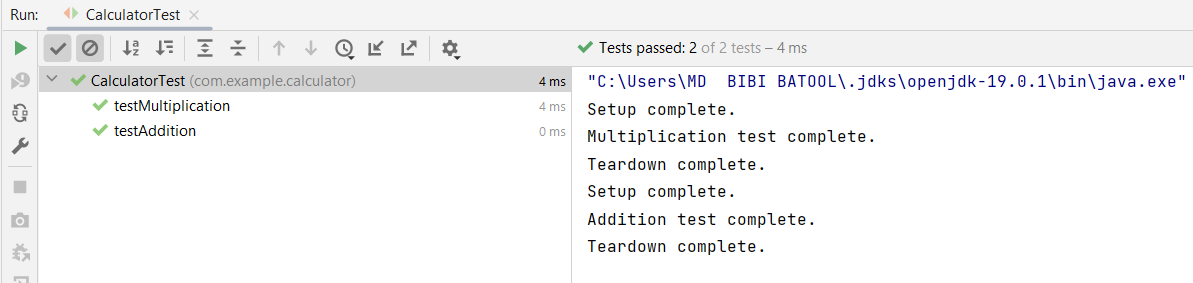 Run: CalculatorTest
Tests passed: 2 of 2 tests – 4 ms
CalculatorTest (com.example.calculator) 4 ms
testMultiplication 4 ms
testAddition 0 ms
"C:\Users\MD  BIBI BATOOL\.jdks\openjdk-19.0.1\bin\java.exe"
Setup complete.
Multiplication test complete.
Teardown complete.
Setup complete.
Addition test complete.
Teardown complete.